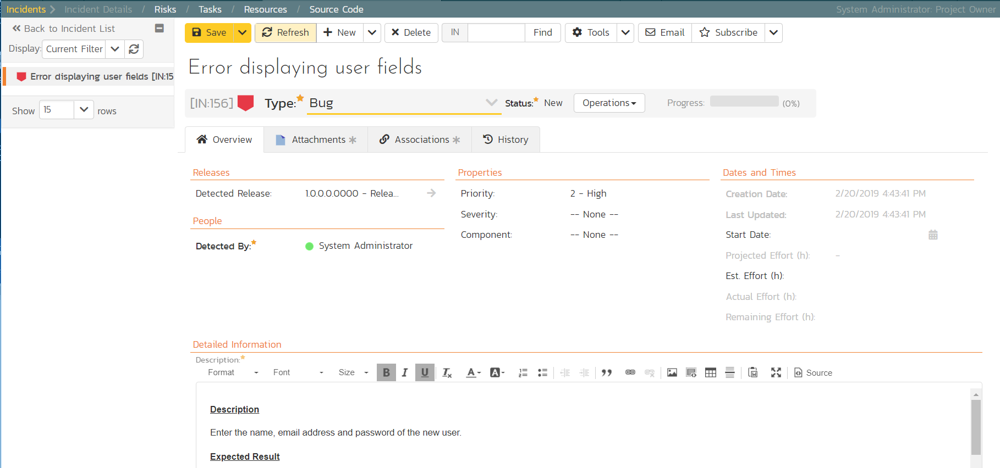 Incidents Incident Details / Risks / Tasks / Resources / Source Code System Administrator: Project Owner
Back to Incident List
Display: Current Filter
Error displaying user fields [IN:15
Show 15 rows
Save Refresh New Delete IN Find Tools Email Subscribe
Error displaying user fields
[IN:156] Type: Bug Status: New Operations Progress: (0%)
Overview Attachments Associations History
Releases
Detected Release: 1.0.0.0.0000 - Relea...
People
Detected By: System Administrator
Properties
Priority: 2 - High
Severity: -- None --
Component: -- None --
Dates and Times
Creation Date: 2/20/2019 4:43:41 PM
Last Updated: 2/20/2019 4:43:41 PM
Start Date:
Projected Effort (h): -
Est. Effort (h):
Actual Effort (h):
Remaining Effort (h):
Detailed Information
Description:
Format Font Size B I U Tx A A Source
Description
Enter the name, email address and password of the new user.
Expected Result